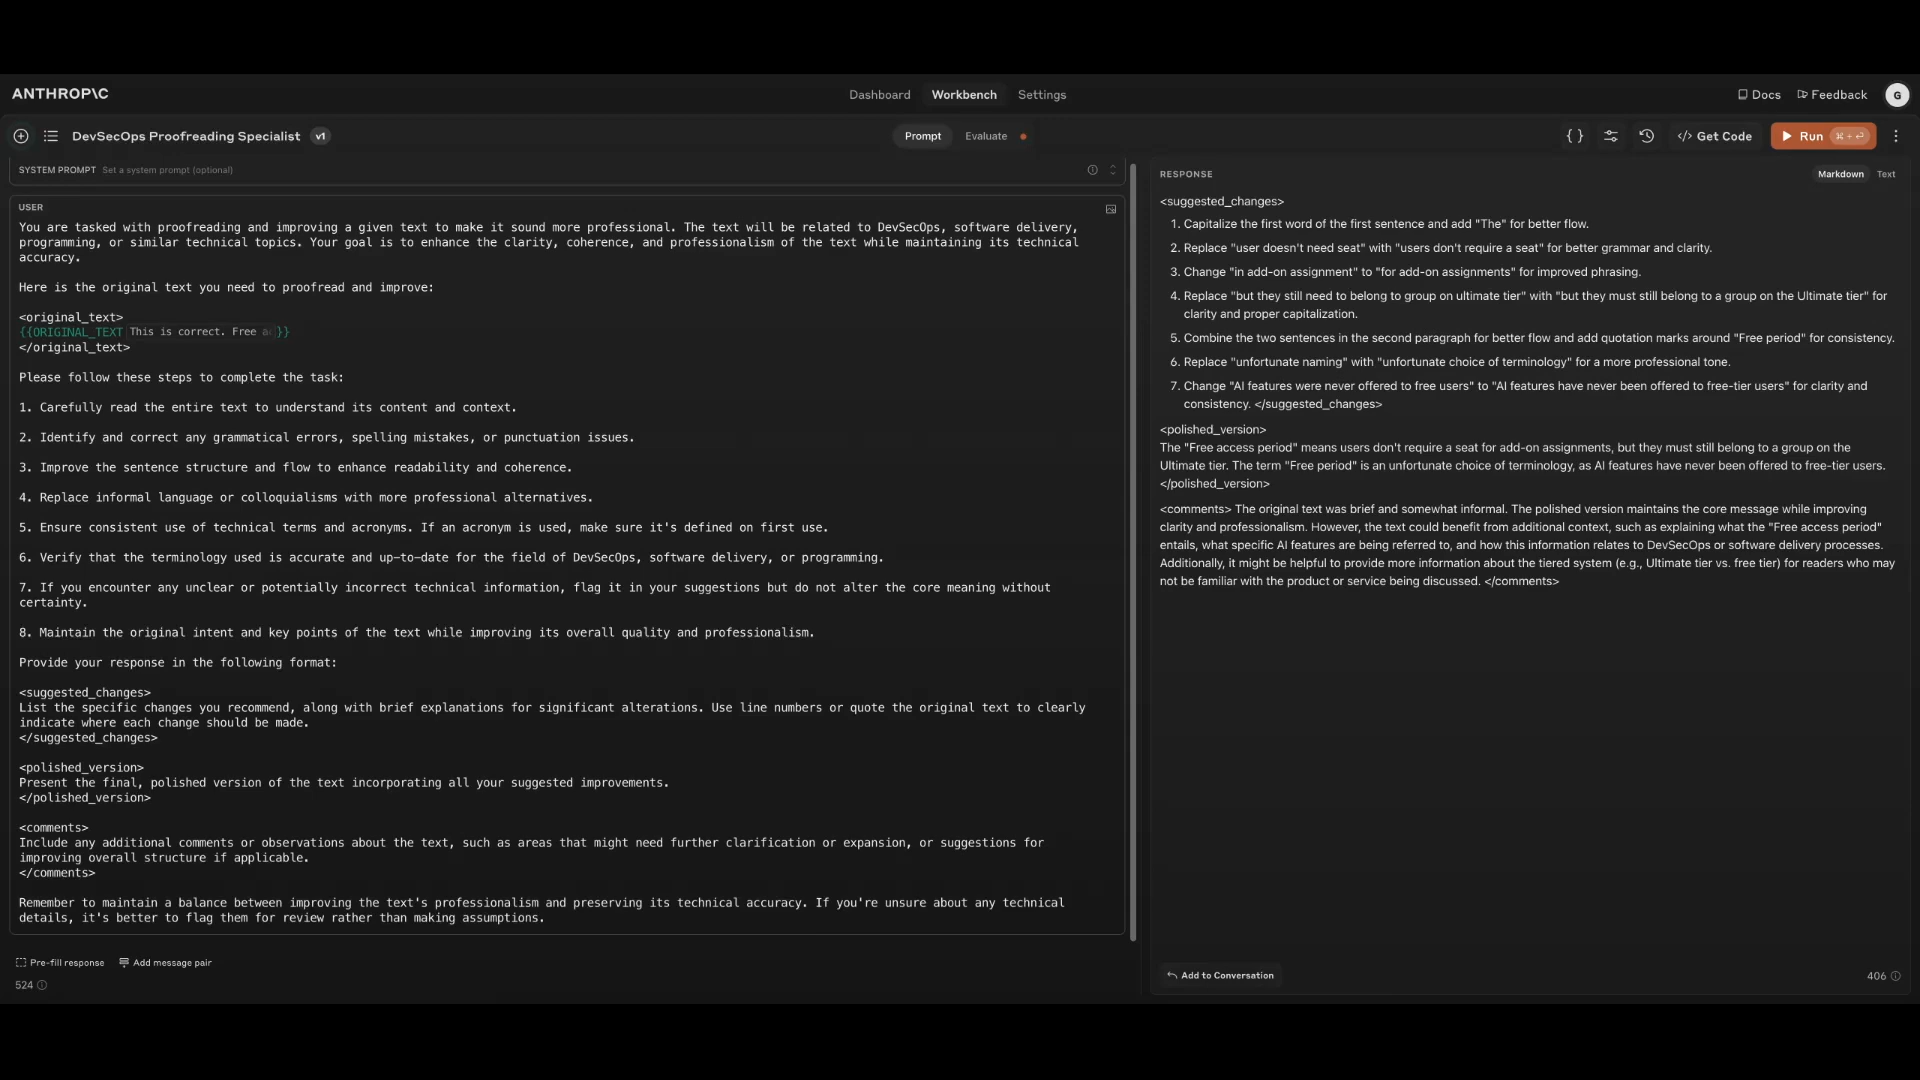 ANTHROP\C
Dashboard
Workbench
Settings
Docs
Feedback
G
DevSecOps Proofreading Specialist
v1
Prompt
Evaluate
{ }
</> Get Code
Run
⌘ + ⏎
SYSTEM PROMPT Set a system prompt (optional)
USER
You are tasked with proofreading and improving a given text to make it sound more professional. The text will be related to DevSecOps, software delivery,
programming, or similar technical topics. Your goal is to enhance the clarity, coherence, and professionalism of the text while maintaining its technical
accuracy.
Here is the original text you need to proofread and improve:
<original_text>
{{ORIGINAL_TEXT This is correct. Free }}
</original_text>
Please follow these steps to complete the task:
1. Carefully read the entire text to understand its content and context.
2. Identify and correct any grammatical errors, spelling mistakes, or punctuation issues.
3. Improve the sentence structure and flow to enhance readability and coherence.
4. Replace informal language or colloquialisms with more professional alternatives.
5. Ensure consistent use of technical terms and acronyms. If an acronym is used, make sure it's defined on first use.
6. Verify that the terminology used is accurate and up-to-date for the field of DevSecOps, software delivery, or programming.
7. If you encounter any unclear or potentially incorrect technical information, flag it in your suggestions but do not alter the core meaning without
certainty.
8. Maintain the original intent and key points of the text while improving its overall quality and professionalism.
Provide your response in the following format:
<suggested_changes>
List the specific changes you recommend, along with brief explanations for significant alterations. Use line numbers or quote the original text to clearly
indicate where each change should be made.
</suggested_changes>
<polished_version>
Present the final, polished version of the text incorporating all your suggested improvements.
</polished_version>
<comments>
Include any additional comments or observations about the text, such as areas that might need further clarification or expansion, or suggestions for
improving overall structure if applicable.
</comments>
Remember to maintain a balance between improving the text's professionalism and preserving its technical accuracy. If you're unsure about any technical
details, it's better to flag them for review rather than making assumptions.
Pre-fill response
Add message pair
524
RESPONSE
Markdown
Text
<suggested_changes>
1. Capitalize the first word of the first sentence and add "The" for better flow.
2. Replace "user doesn't need seat" with "users don't require a seat" for better grammar and clarity.
3. Change "in add-on assignment" to "for add-on assignments" for improved phrasing.
4. Replace "but they still need to belong to group on ultimate tier" with "but they must still belong to a group on the Ultimate tier" for
clarity and proper capitalization.
5. Combine the two sentences in the second paragraph for better flow and add quotation marks around "Free period" for consistency.
6. Replace "unfortunate naming" with "unfortunate choice of terminology" for a more professional tone.
7. Change "AI features were never offered to free users" to "AI features have never been offered to free-tier users" for clarity and
consistency. </suggested_changes>
<polished_version>
The "Free access period" means users don't require a seat for add-on assignments, but they must still belong to a group on the
Ultimate tier. The term "Free period" is an unfortunate choice of terminology, as AI features have never been offered to free-tier users.
</polished_version>
<comments> The original text was brief and somewhat informal. The polished version maintains the core message while improving
clarity and professionalism. However, the text could benefit from additional context, such as explaining what the "Free access period"
entails, what specific AI features are being referred to, and how this information relates to DevSecOps or software delivery processes.
Additionally, it might be helpful to provide more information about the tiered system (e.g., Ultimate tier vs. free tier) for readers who may
not be familiar with the product or service being discussed. </comments>
Add to Conversation
406